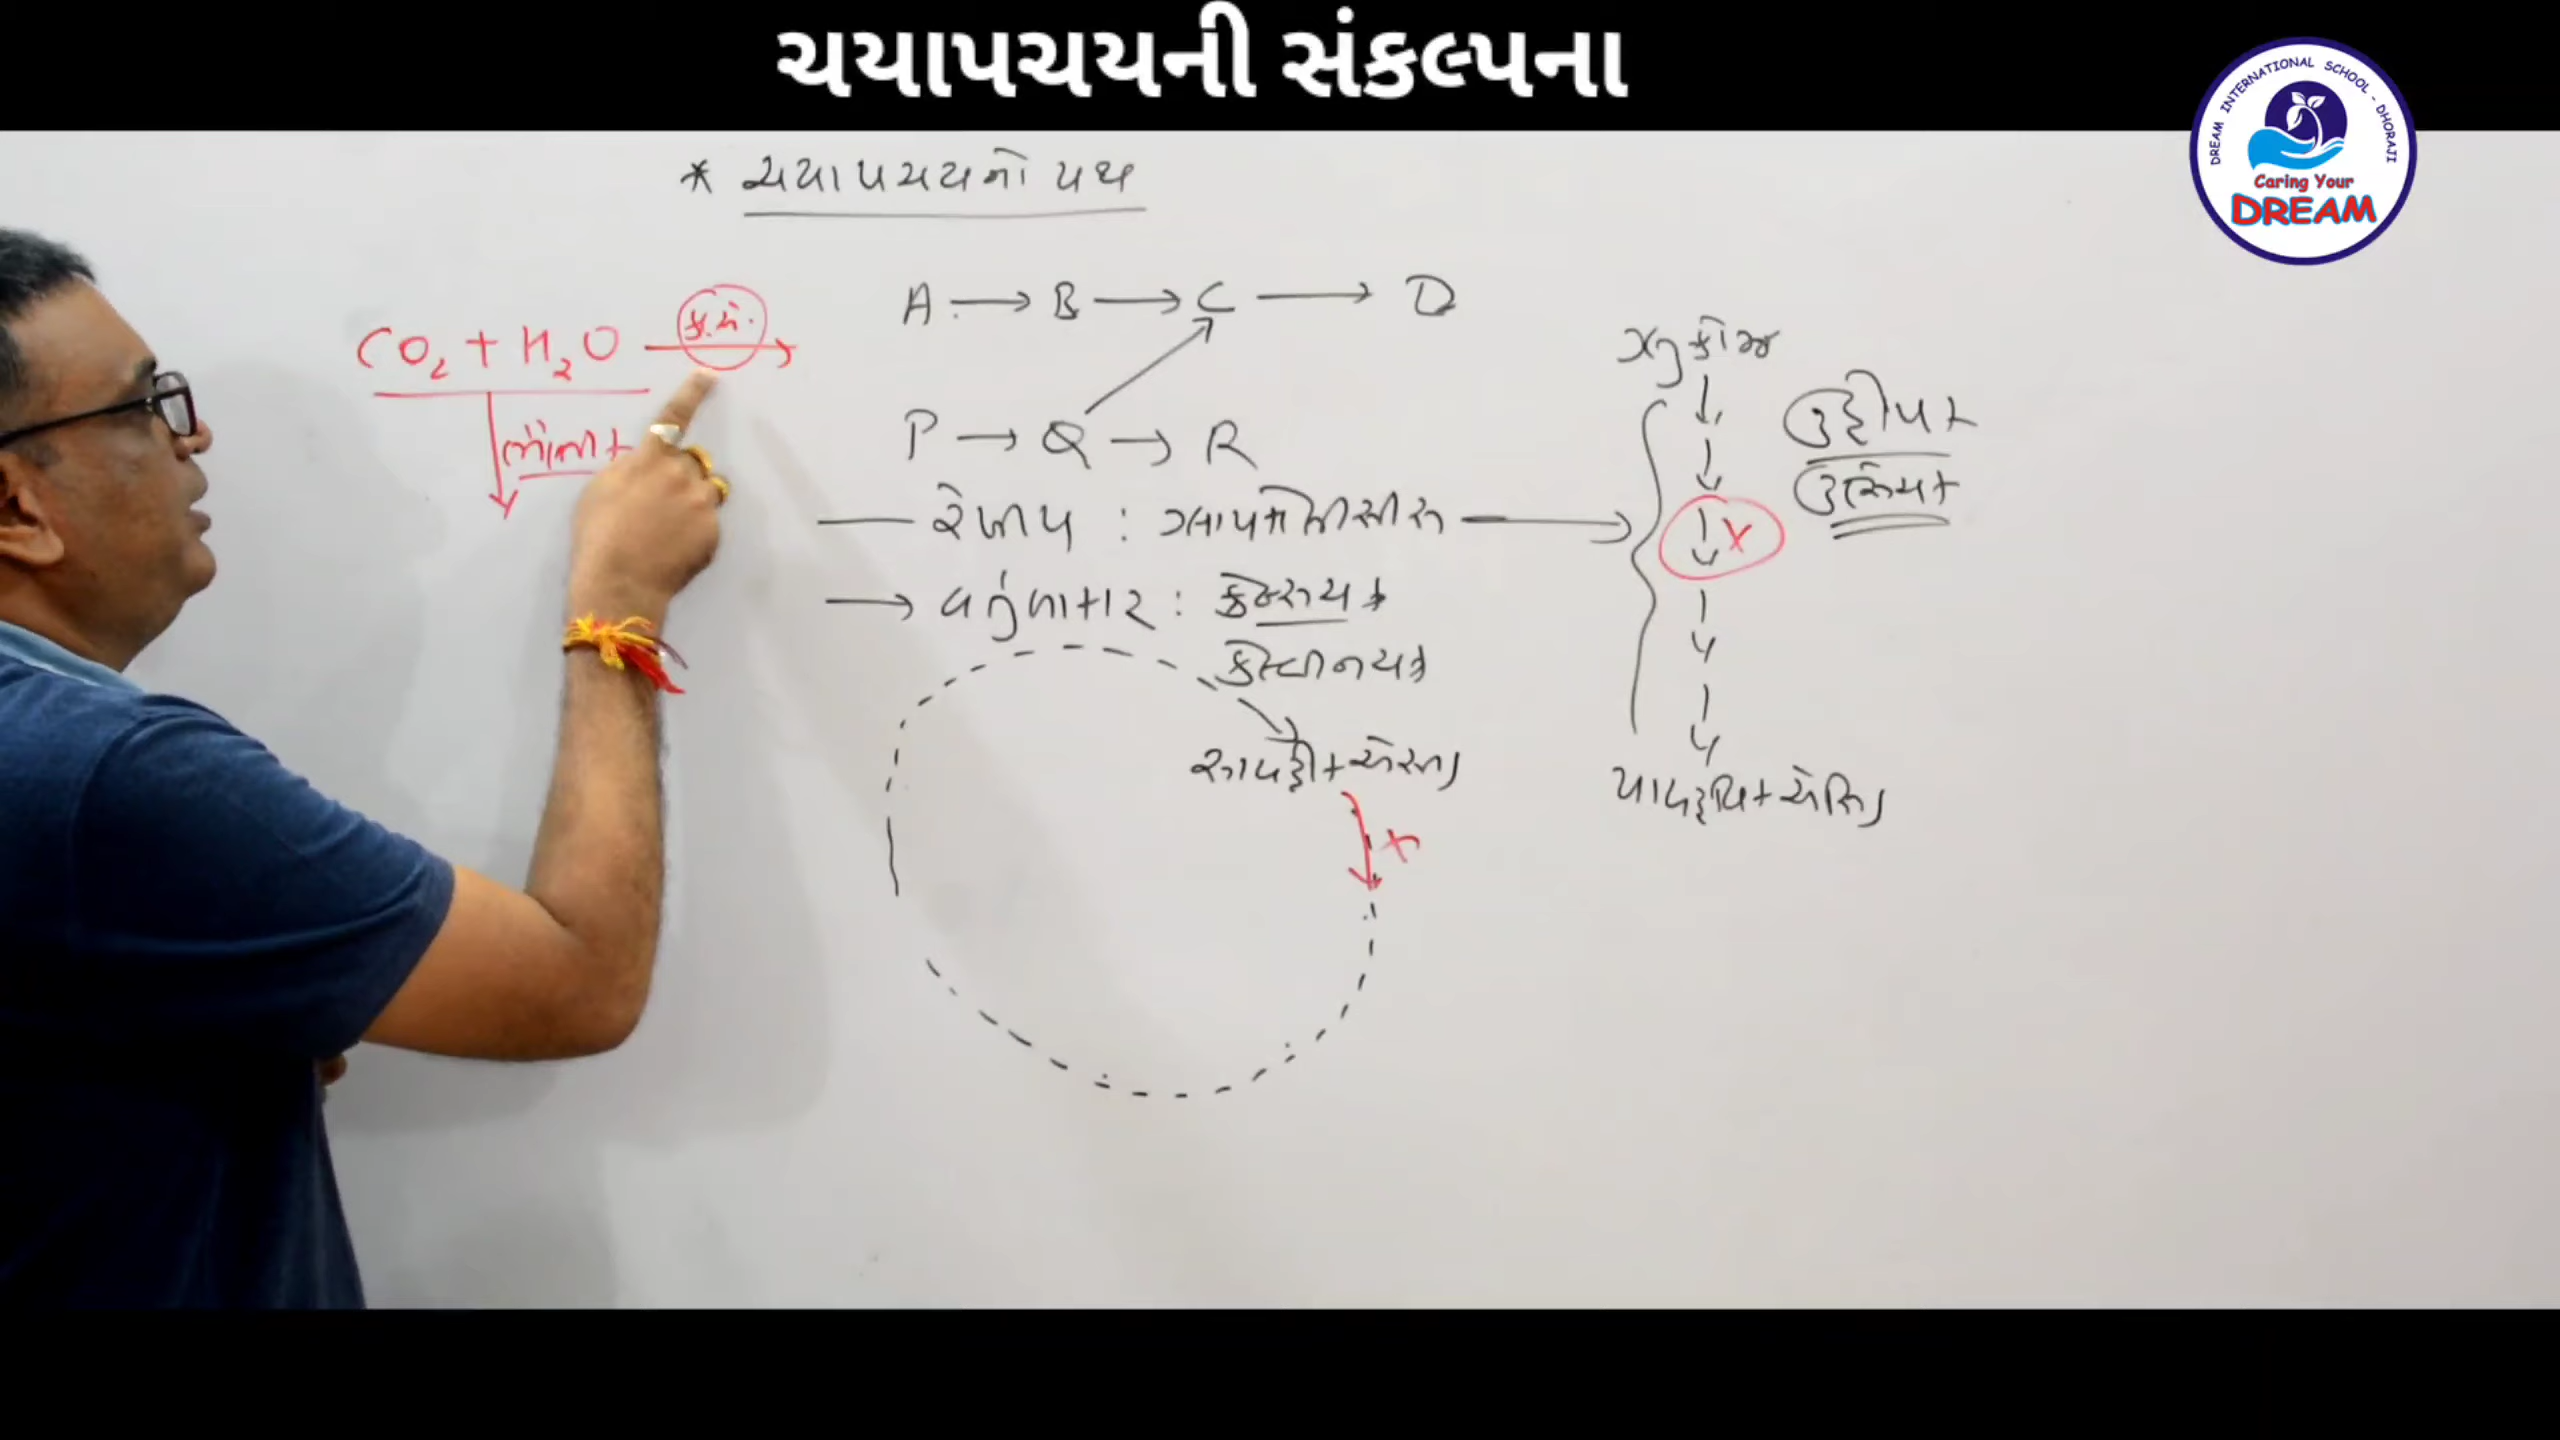 ચયાપચયની સંકલ્પના
DREAM INTERNATIONAL SCHOOL - DHORAJI
Caring Your
DREAM
* ચયાપચયનો પથ
A → B → C → D
CO₂ + H₂O → કા.એ.
ભૌતિક
P → Q → R
રેખીય : ગ્લાયકોલીસીસ →
→ વર્તુળાકાર : ક્રેબ્સચક્ર
કેલ્વીનચક્ર
ગ્લુકોઝ
ઉદ્દીપક
ઉત્સેચક
X
X
પાયરૂવિક એસિડ